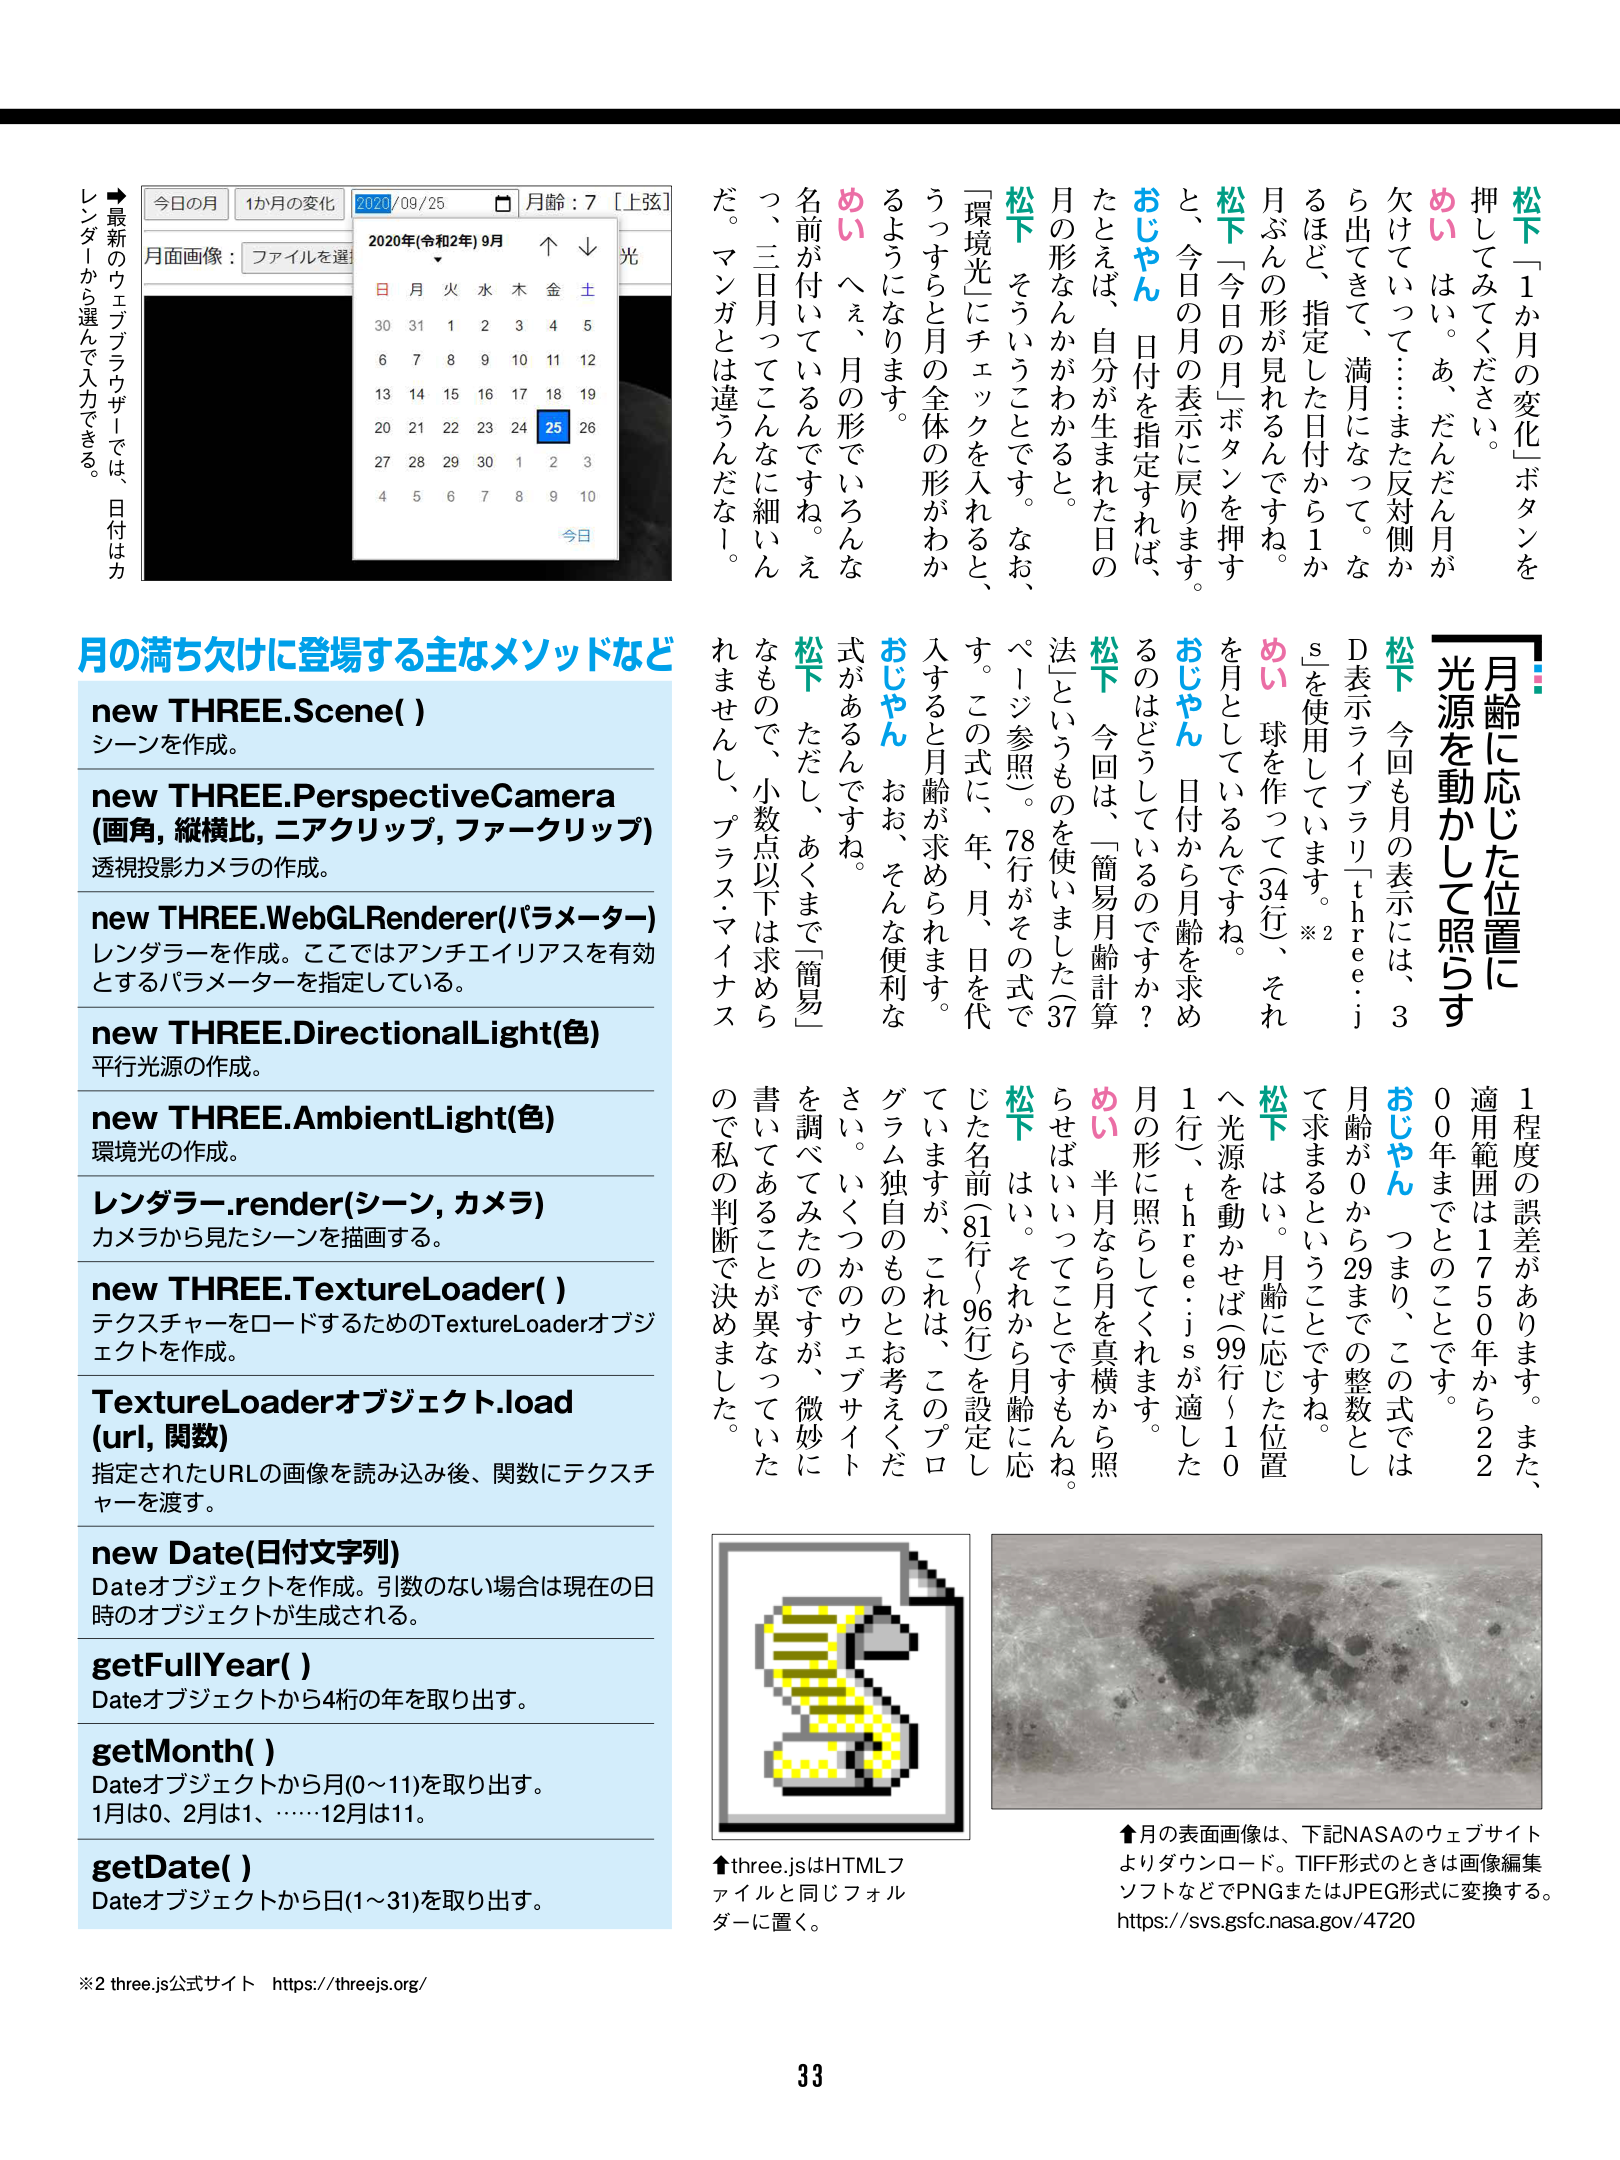 松下「1か月の変化」ボタンを
押してみてください。
めい　はい。あ、だんだん月が
欠けていって……また反対側か
ら出てきて、満月になって。な
るほど、指定した日付から1か
月ぶんの形が見れるんですね。
松下「今日の月」ボタンを押す
と、今日の月の表示に戻ります。
おじやん　日付を指定すれば、
たとえば、自分が生まれた日の
月の形なんかがわかると。
松下　そういうことです。なお、
「環境光」にチェックを入れると、
うっすらと月の全体の形がわか
るようになります。
めい　へぇ、月の形でいろんな
名前が付いているんですね。え
っ、三日月ってこんなに細いん
だ。マンガとは違うんだなー。
今日の月
1か月の変化
2020/09/25
月齢：7 [上弦]
月面画像：
ファイルを選
光
2020年(令和2年) 9月
日 月 火 水 木 金 土
30 31 1 2 3 4 5
6 7 8 9 10 11 12
13 14 15 16 17 18 19
20 21 22 23 24 25 26
27 28 29 30 1 2 3
4 5 6 7 8 9 10
今日
➡最新のウェブブラウザーでは、日付はカ
レンダーから選んで入力できる。
月齢に応じた位置に
光源を動かして照らす
松下　今回も月の表示には、3
D表示ライブラリ「three.j
s」を使用しています。※2
めい　球を作って(34行)、それ
を月としているんですね。
おじやん　日付から月齢を求め
るのはどうしているのですか?
松下　今回は、「簡易月齢計算
法」というものを使いました(37
ページ参照)。78行がその式で
す。この式に、年、月、日を代
入すると月齢が求められます。
おじやん　おお、そんな便利な
式があるんですね。
松下　ただし、あくまで「簡易」
なもので、小数点以下は求めら
れませんし、プラス・マイナス
1程度の誤差があります。また、
適用範囲は1750年から22
00年までとのことです。
おじやん　つまり、この式では
月齢が0から29までの整数とし
て求まるということですね。
松下　はい。月齢に応じた位置
へ光源を動かせば(99行〜10
1行)、three.jsが適した
月の形に照らしてくれます。
めい　半月なら月を真横から照
らせばいいってことですもんね。
松下　はい。それから月齢に応
じた名前(81行〜96行)を設定し
ていますが、これは、このプロ
グラム独自のものとお考えくだ
さい。いくつかのウェブサイト
を調べてみたのですが、微妙に
書いてあることが異なっていた
ので私の判断で決めました。
⬆月の表面画像は、下記NASAのウェブサイト
よりダウンロード。TIFF形式のときは画像編集
ソフトなどでPNGまたはJPEG形式に変換する。
https://svs.gsfc.nasa.gov/4720
⬆three.jsはHTMLフ
ァイルと同じフォル
ダーに置く。
月の満ち欠けに登場する主なメソッドなど
new THREE.Scene( )
シーンを作成。
new THREE.PerspectiveCamera
(画角, 縦横比, ニアクリップ, ファークリップ)
透視投影カメラの作成。
new THREE.WebGLRenderer(パラメーター)
レンダラーを作成。ここではアンチエイリアスを有効
とするパラメーターを指定している。
new THREE.DirectionalLight(色)
平行光源の作成。
new THREE.AmbientLight(色)
環境光の作成。
レンダラー.render(シーン, カメラ)
カメラから見たシーンを描画する。
new THREE.TextureLoader( )
テクスチャーをロードするためのTextureLoaderオブジ
ェクトを作成。
TextureLoaderオブジェクト.load
(url, 関数)
指定されたURLの画像を読み込み後、関数にテクスチ
ャーを渡す。
new Date(日付文字列)
Dateオブジェクトを作成。引数のない場合は現在の日
時のオブジェクトが生成される。
getFullYear( )
Dateオブジェクトから4桁の年を取り出す。
getMonth( )
Dateオブジェクトから月(0〜11)を取り出す。
1月は0、2月は1、……12月は11。
getDate( )
Dateオブジェクトから日(1〜31)を取り出す。
※2 three.js公式サイト　https://threejs.org/
33